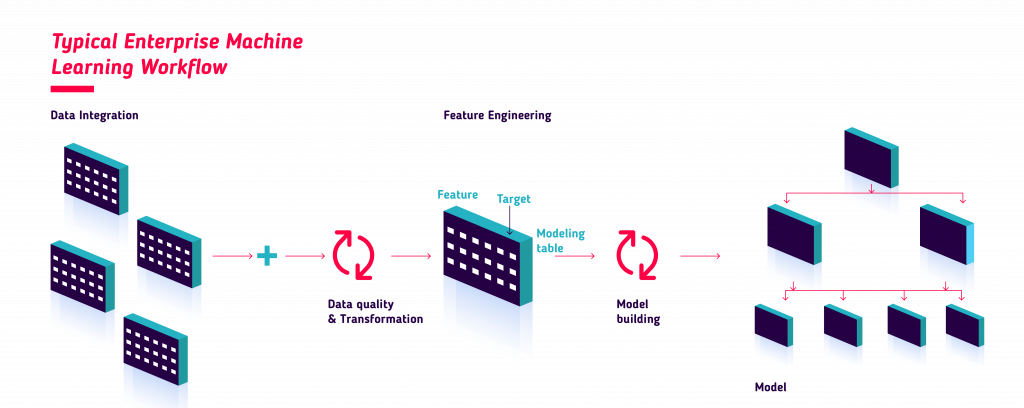 Typical Enterprise Machine
Learning Workflow
Data Integration
Feature Engineering
Feature
Target
Modeling
table
Data quality
& Transformation
Model
building
Model